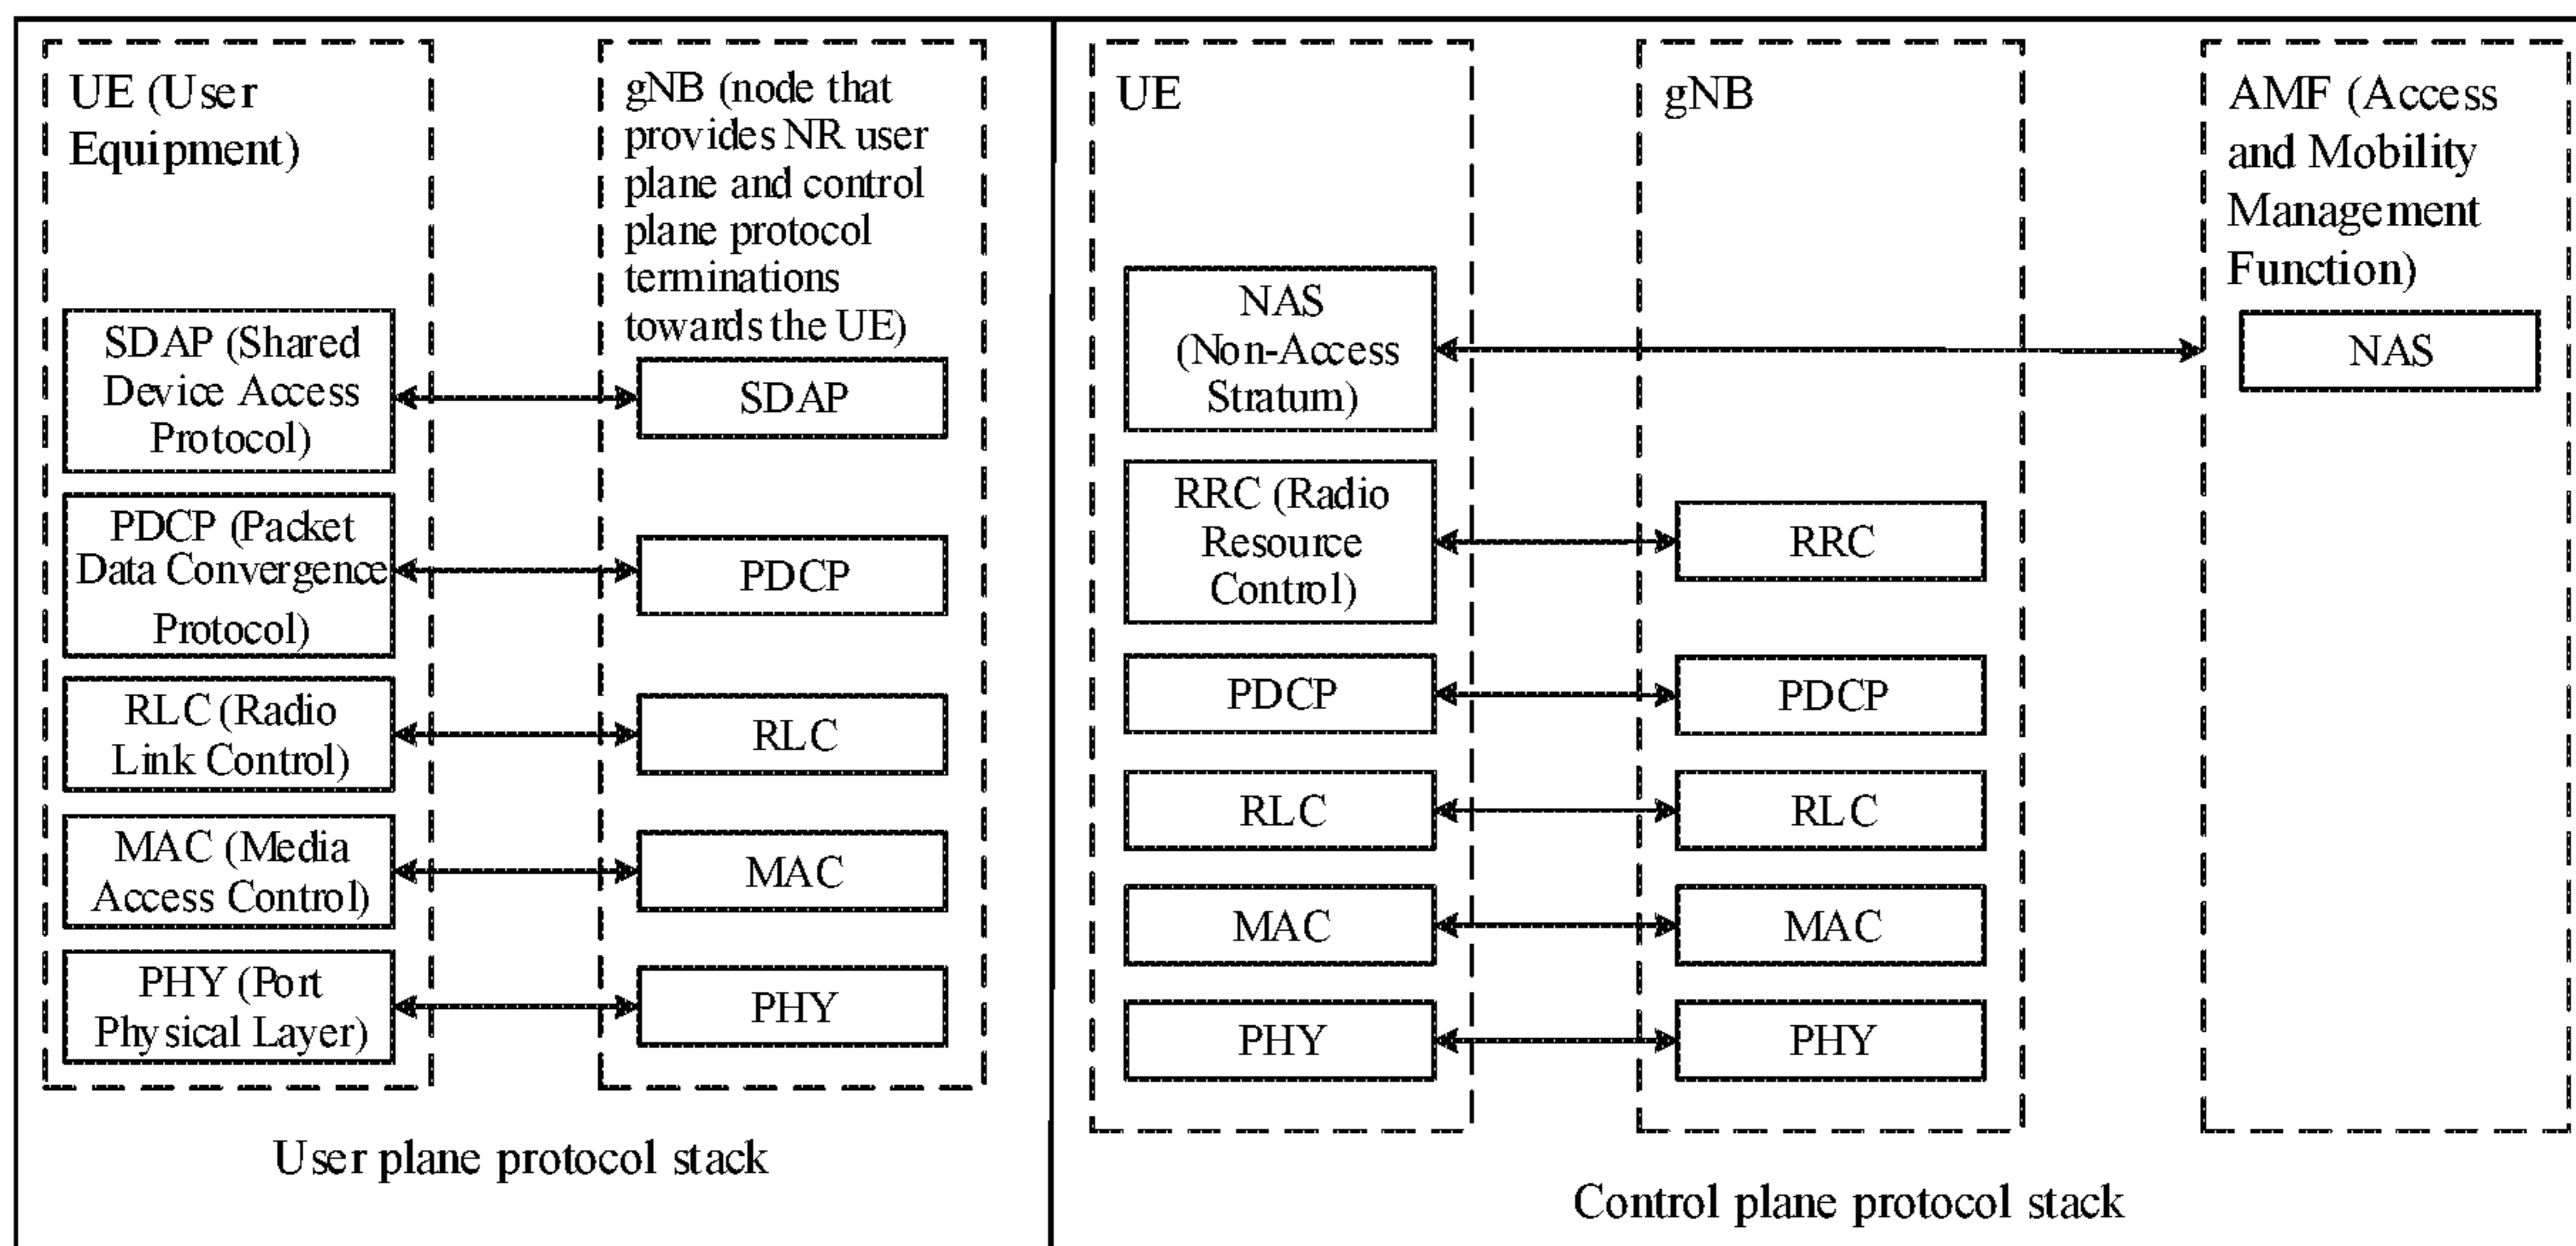 UE (User
Equipment)
SDAP (Shared
Device Access
Protocol)
PDCP (Packet
Data Convergence
Protocol)
RLC (Radio
Link Control)
MAC (Media
Access Control)
PHY (Port
Physical Layer)
gNB (node that
provides NR user
plane and control
plane protocol
terminations
towards the UE)
SDAP
PDCP
RLC
MAC
PHY
User plane protocol stack
UE
NAS
(Non-Access
Stratum)
RRC (Radio
Resource
Control)
PDCP
RLC
MAC
PHY
gNB
RRC
PDCP
RLC
MAC
PHY
AMF (Access
and Mobility
Management
Function)
NAS
Control plane protocol stack